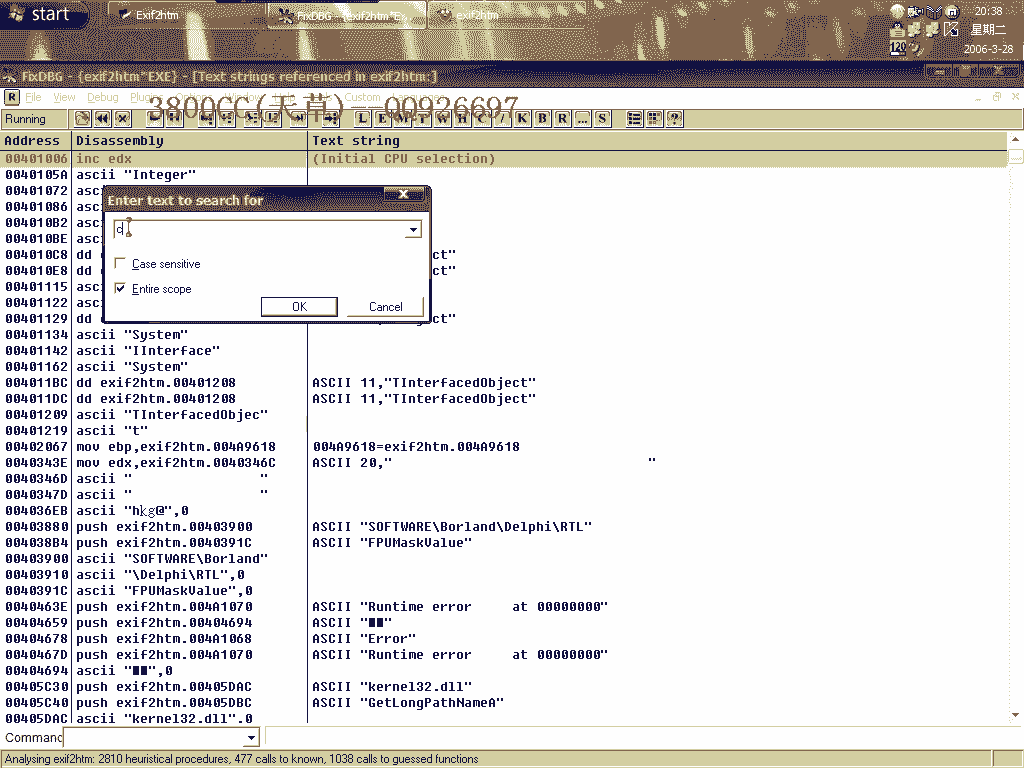 start
Exif2htm
FixDBG - {exif2htm*E
exif2htm
20:38
星期二
2006-3-28
120
FixDBG - {exif2htm*EXE} - [Text strings referenced in exif2htm:]
R File View Debug Plugins Options Window Help Custom
3800CC(天草)--QQ926697
Running
L E M T W H C / K B R ... S
Address Disassembly Text string
00401006 inc edx (Initial CPU selection)
0040105A ascii "Integer"
00401072 asci
00401086 asci
004010B2 asci
004010BE asci
004010C8 dd e ct"
004010E8 dd e ct"
00401115 asci
00401122 asci
00401129 dd e ct"
Enter text to search for
d
Case sensitive
Entire scope
OK Cancel
00401134 ascii "System"
00401142 ascii "IInterface"
00401162 ascii "System"
004011BC dd exif2htm.00401208 ASCII 11,"TInterfacedObject"
004011DC dd exif2htm.00401208 ASCII 11,"TInterfacedObject"
00401209 ascii "TInterfacedObjec"
00401219 ascii "t"
00402067 mov ebp,exif2htm.004A9618 004A9618=exif2htm.004A9618
0040343E mov edx,exif2htm.0040346C ASCII 20," "
0040346D ascii " "
0040347D ascii " "
004036EB ascii "hkg@",0
00403880 push exif2htm.00403900 ASCII "SOFTWARE\Borland\Delphi\RTL"
004038B4 push exif2htm.0040391C ASCII "FPUMaskValue"
00403900 ascii "SOFTWARE\Borland"
00403910 ascii "\Delphi\RTL",0
0040391C ascii "FPUMaskValue",0
0040463E push exif2htm.004A1070 ASCII "Runtime error at 00000000"
00404659 push exif2htm.00404694 ASCII "■■"
00404678 push exif2htm.004A1068 ASCII "Error"
0040467D push exif2htm.004A1070 ASCII "Runtime error at 00000000"
00404694 ascii "■■",0
00405C30 push exif2htm.00405DAC ASCII "kernel32.dll"
00405C40 push exif2htm.00405DBC ASCII "GetLongPathNameA"
00405DAC ascii "kernel32.dll",0
Command
Analysing exif2htm: 2810 heuristical procedures, 477 calls to known, 1038 calls to guessed functions